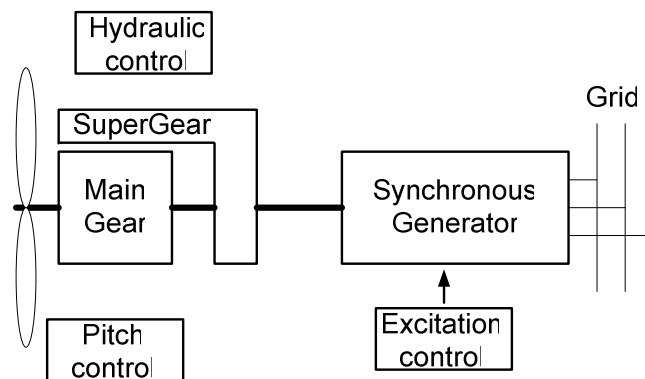 Hydraulic
control
Grid
SuperGear
Main
Gear
Synchronous
Generator
Pitch
control
Excitation
control